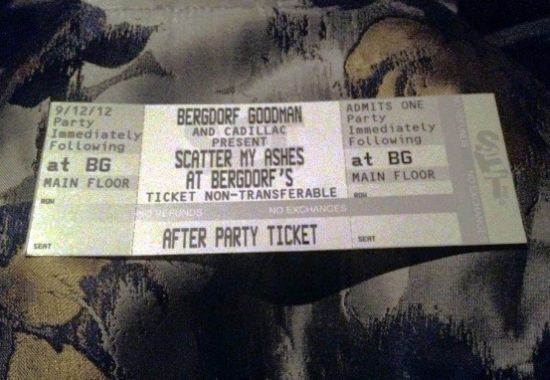 9/12/12
Party
Immediately
Following
at BG
MAIN FLOOR
ROW
SEAT
BERGDORF GOODMAN
AND CADILLAC
PRESENT
SCATTER MY ASHES
AT BERGDORF'S
TICKET NON-TRANSFERABLE
NO REFUNDS
NO EXCHANGES
AFTER PARTY TICKET
ADMITS ONE
Party
Immediately
Following
at BG
MAIN FLOOR
ROW
SEAT